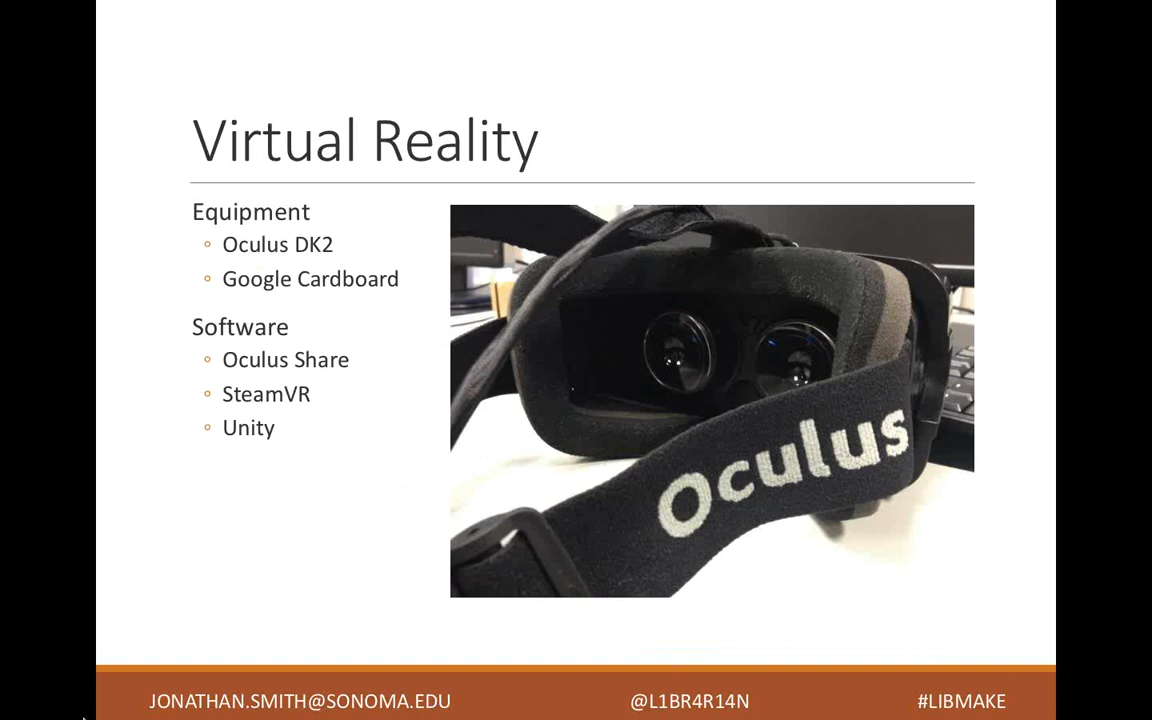 Virtual Reality
Equipment
◦ Oculus DK2
◦ Google Cardboard
Software
◦ Oculus Share
◦ SteamVR
◦ Unity
Oculus
JONATHAN.SMITH@SONOMA.EDU
@L1BR4R14N
#LIBMAKE